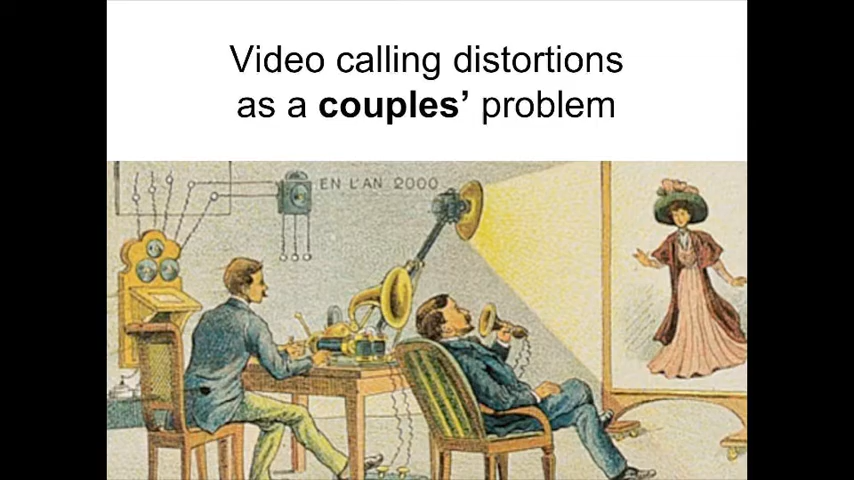 Video calling distortions
as a couples’ problem
EN L'AN 2000